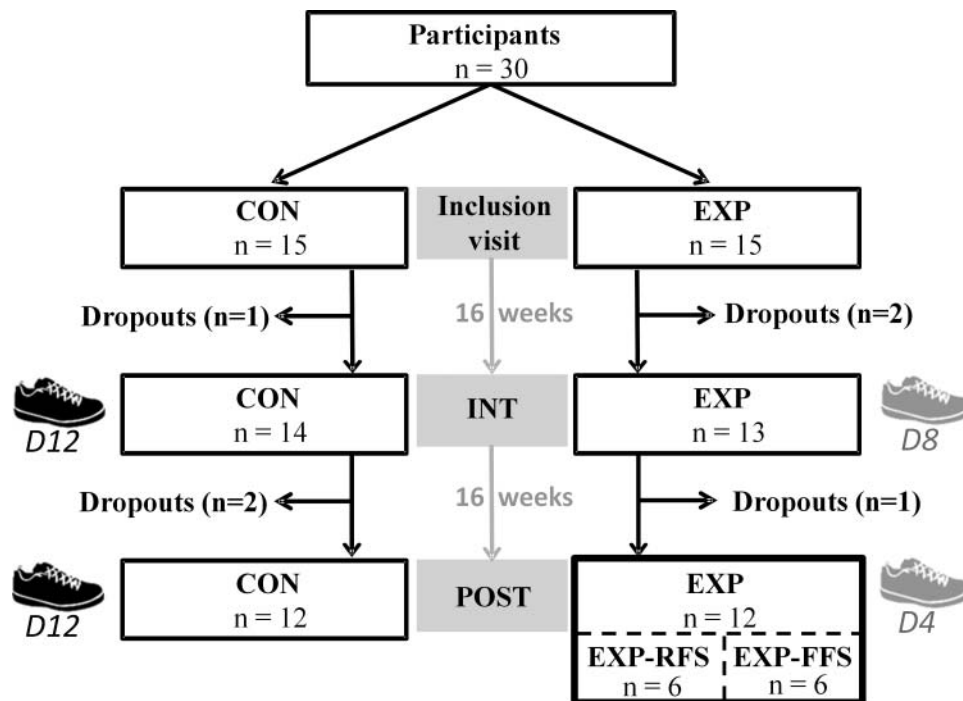 Participants
n = 30
CON
n = 15
Inclusion
visit
EXP
n = 15
Dropouts (n=1)
16 weeks
Dropouts (n=2)
D12
CON
n = 14
INT
EXP
n = 13
D8
Dropouts (n=2)
16 weeks
Dropouts (n=1)
D12
CON
n = 12
POST
EXP
n = 12
D4
EXP-RFS
n = 6
EXP-FFS
n = 6